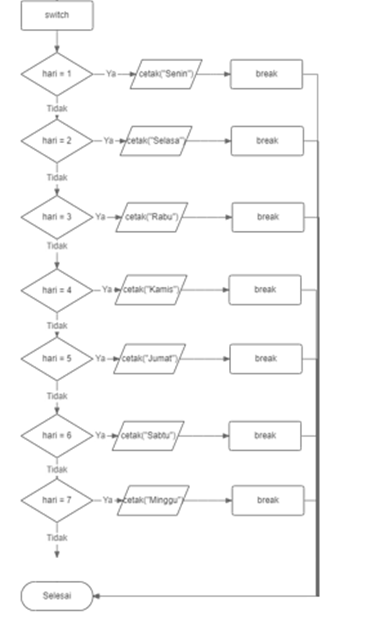 switch
hari = 1
Ya
cetak("Senin")
break
Tidak
hari = 2
Ya
cetak("Selasa")
break
Tidak
hari = 3
Ya
cetak("Rabu")
break
Tidak
hari = 4
Ya
cetak("Kamis")
break
Tidak
hari = 5
Ya
cetak("Jumat")
break
Tidak
hari = 6
Ya
cetak("Sabtu")
break
Tidak
hari = 7
Ya
cetak("Minggu")
break
Tidak
Selesai